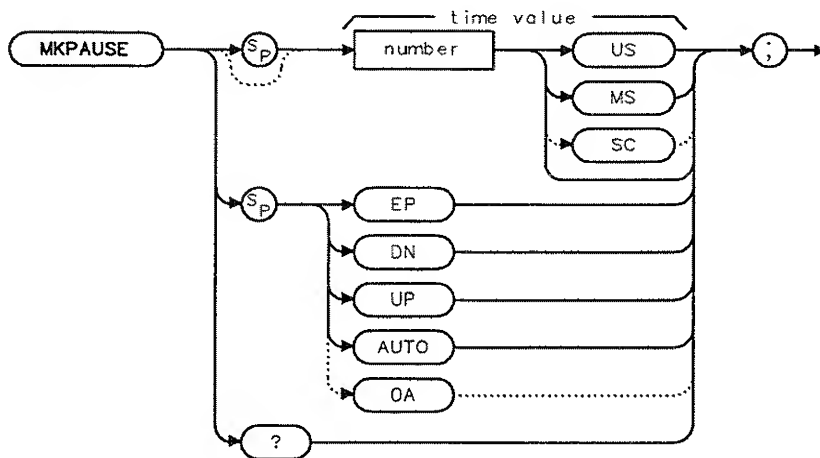 time value
MKPAUSE
SP
number
US
;
MS
SC
SP
EP
DN
UP
AUTO
OA
?